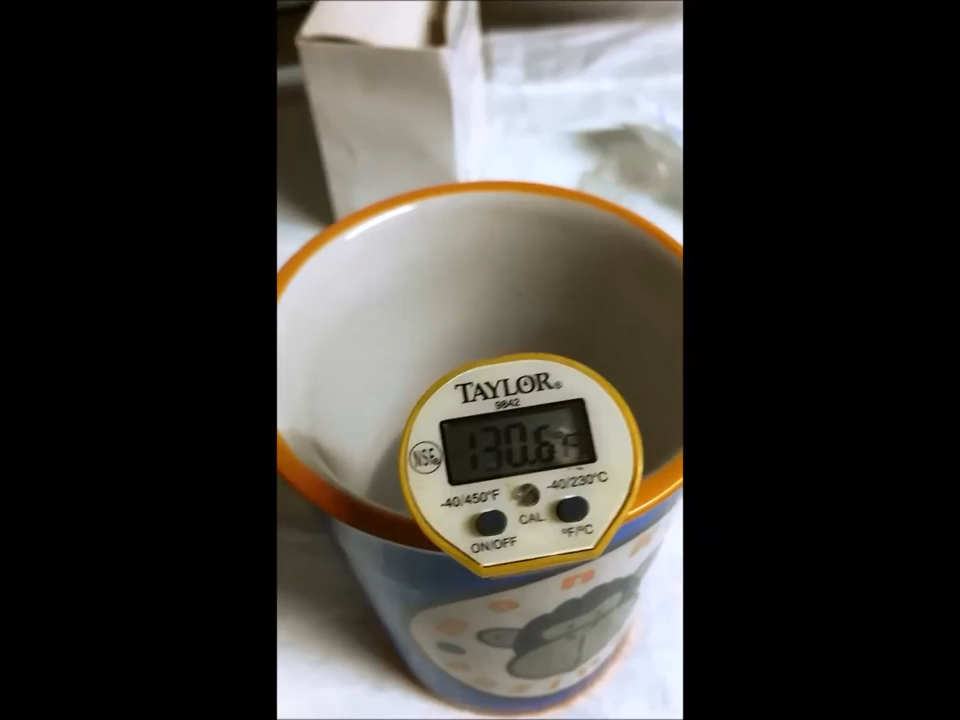 TAYLOR®
9842
130.6°F
NSF®
-40/450°F -40/230°C
CAL.
ON/OFF °F/°C